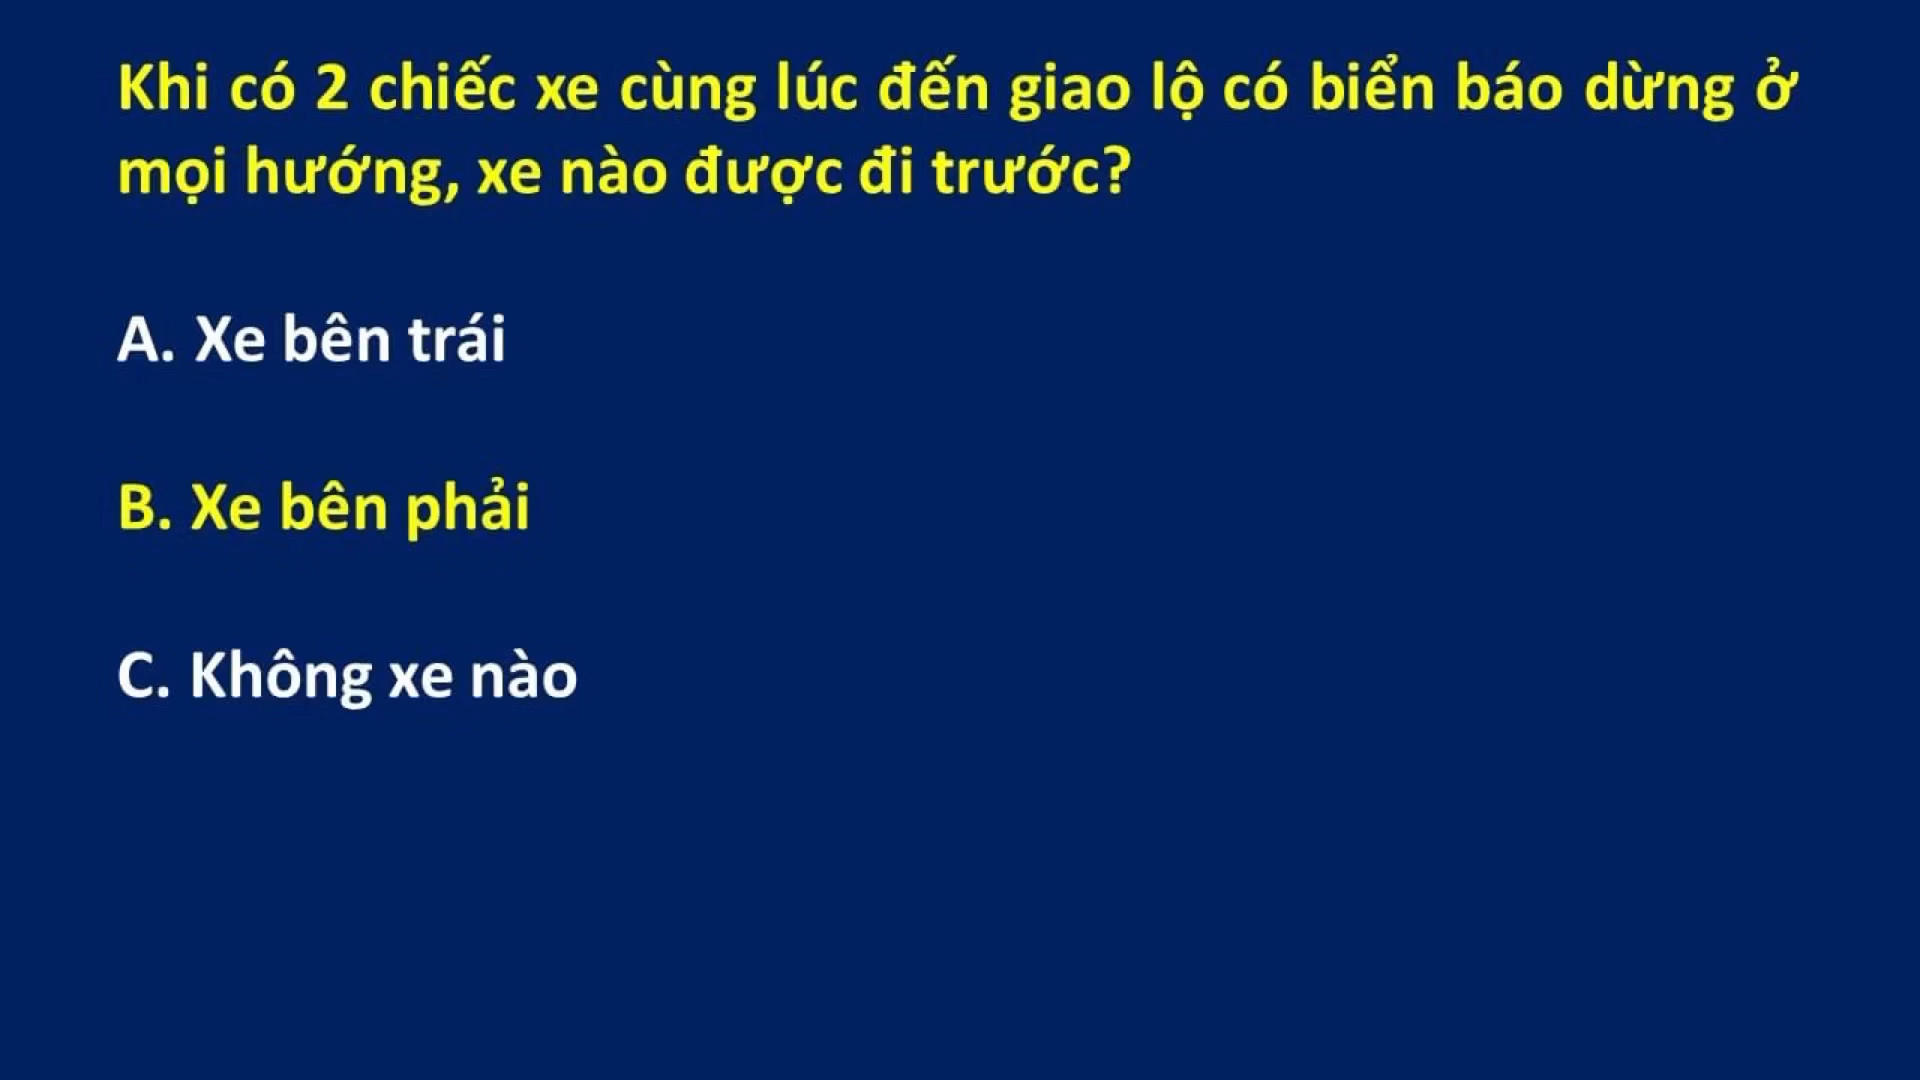 Khi có 2 chiếc xe cùng lúc đến giao lộ có biển báo dừng ở
mọi hướng, xe nào được đi trước?
A. Xe bên trái
B. Xe bên phải
C. Không xe nào